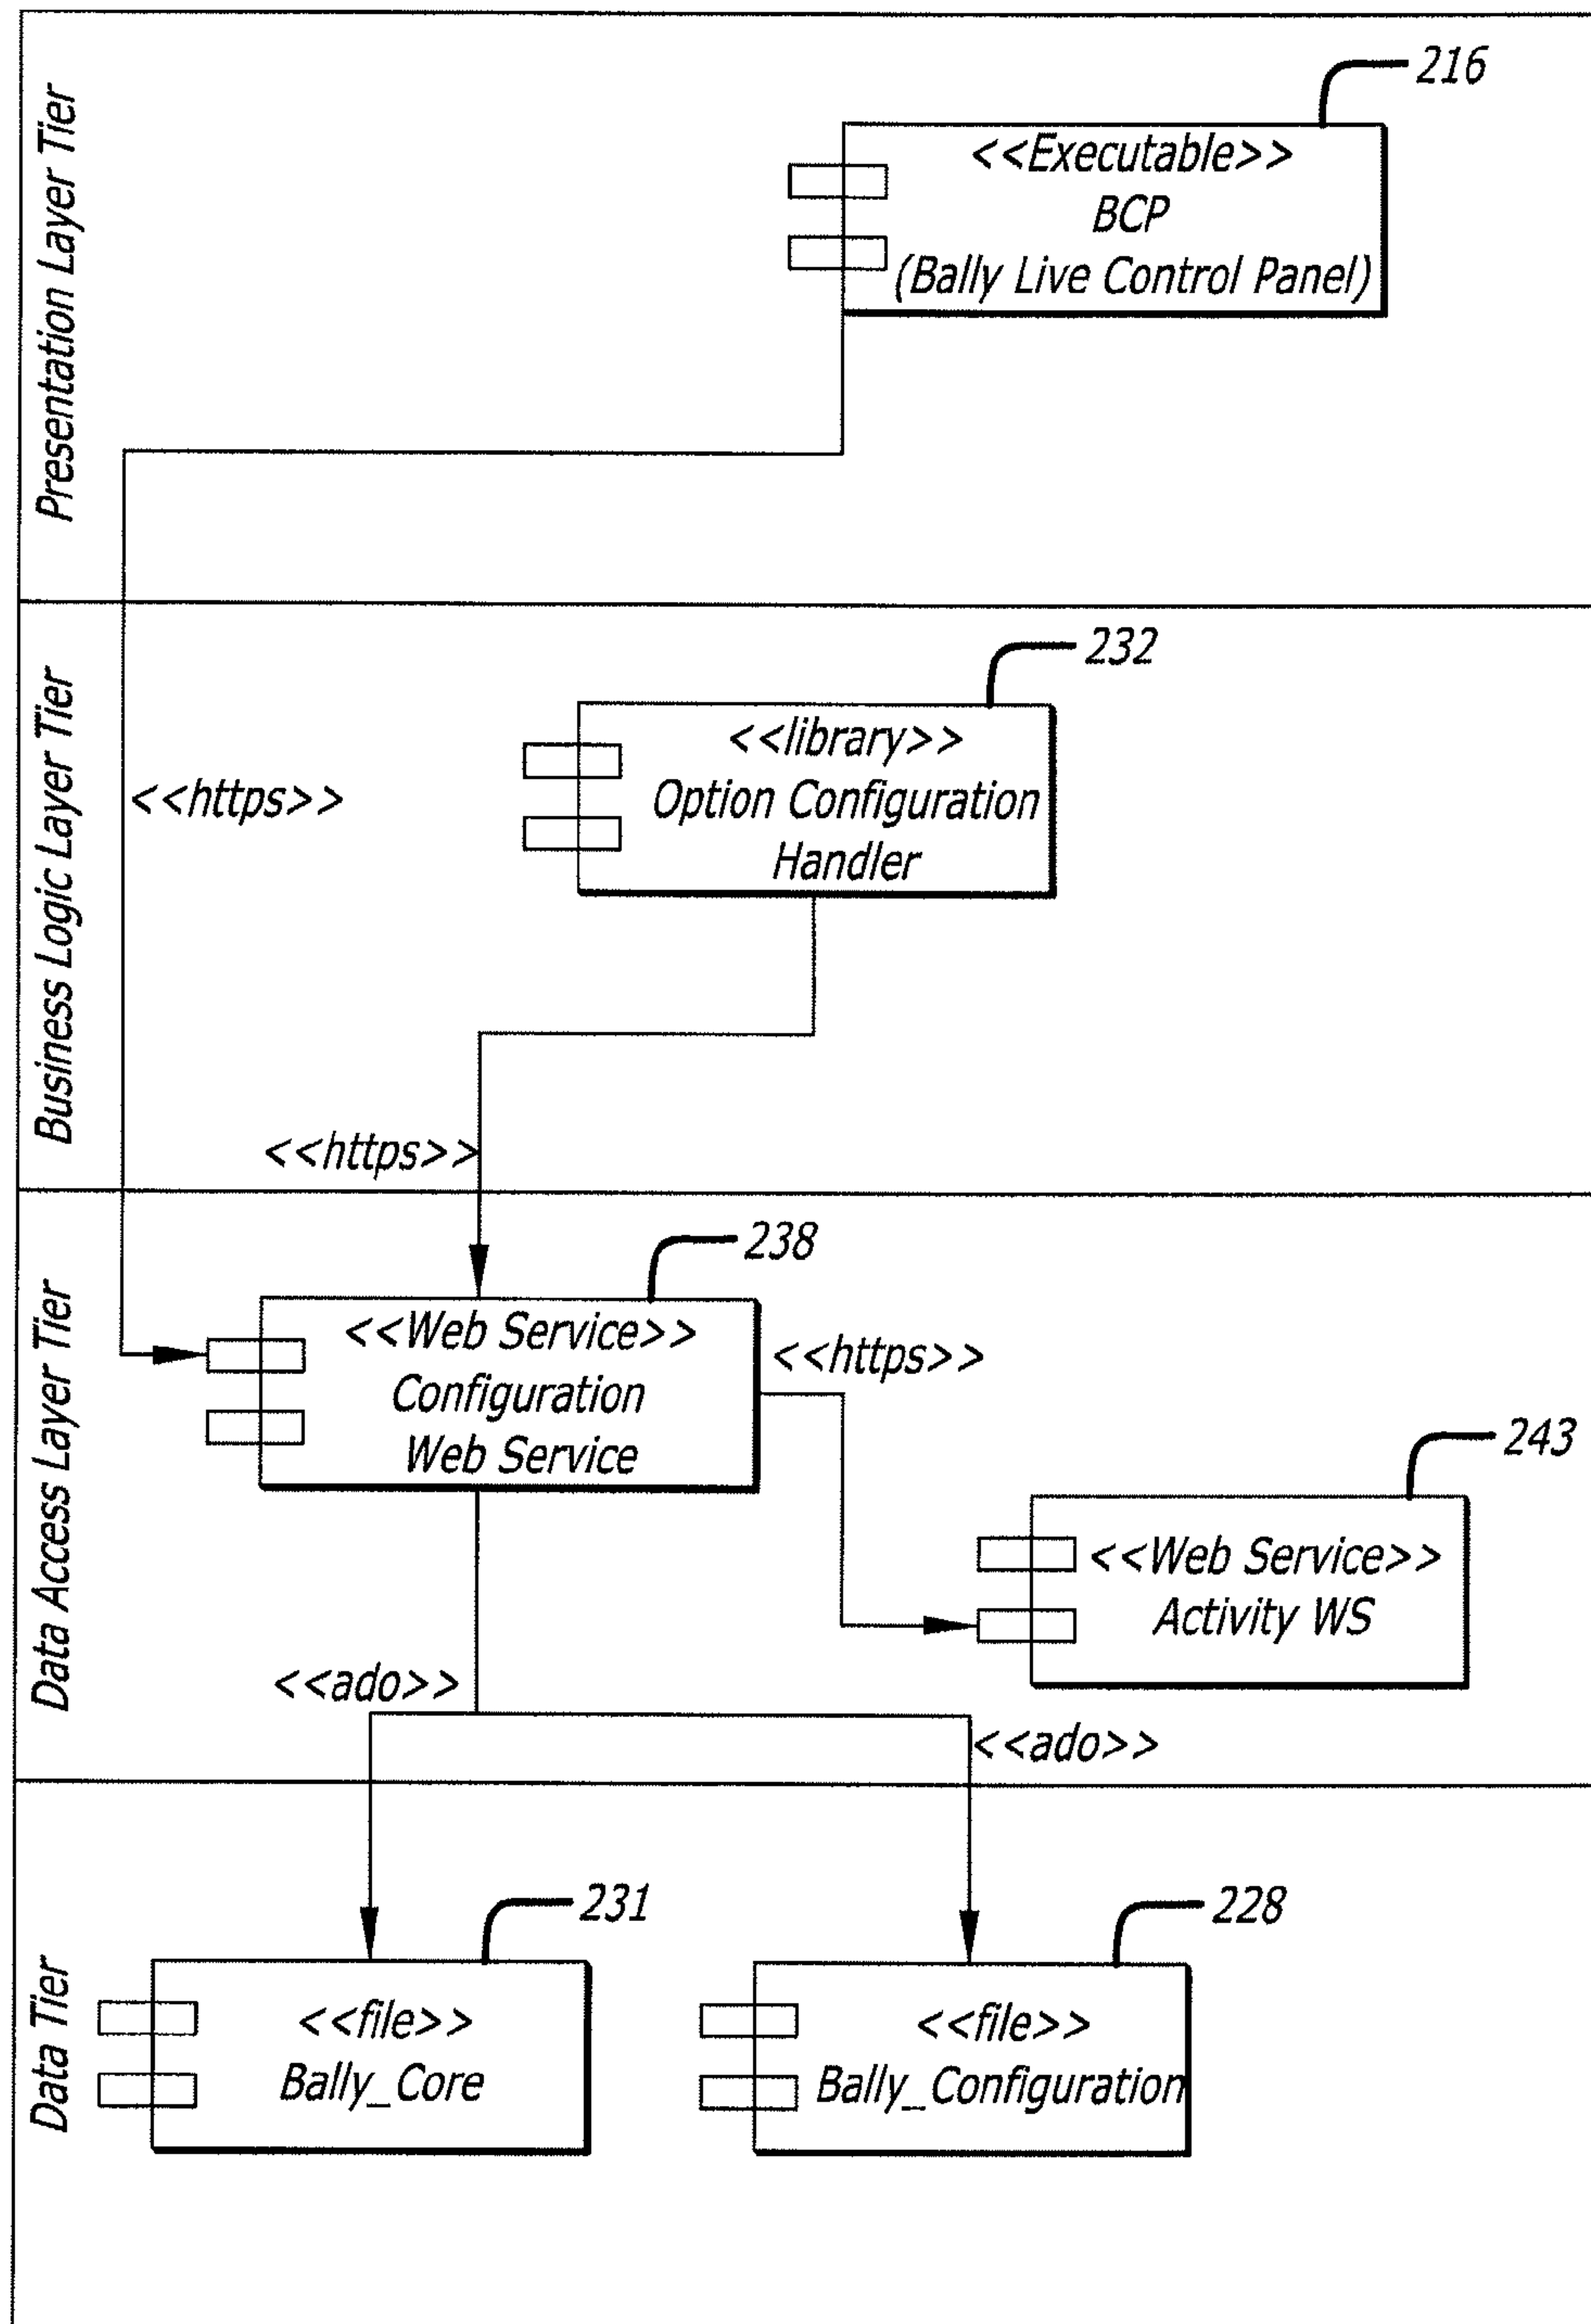 Presentation Layer Tier
216
<<Executable>>
BCP
(Bally Live Control Panel)
Business Logic Layer Tier
232
<<library>>
Option Configuration
Handler
<<https>>
<<https>>
Data Access Layer Tier
238
<<Web Service>>
Configuration
Web Service
<<https>>
243
<<Web Service>>
Activity WS
<<ado>>
<<ado>>
Data Tier
231
<<file>>
Bally_Core
228
<<file>>
Bally_Configuration